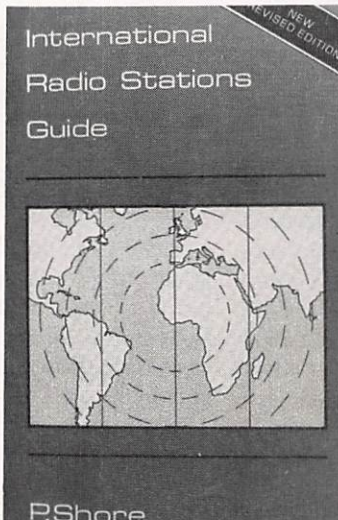 NEW
REVISED EDITION
International
Radio Stations
Guide
P.Shore